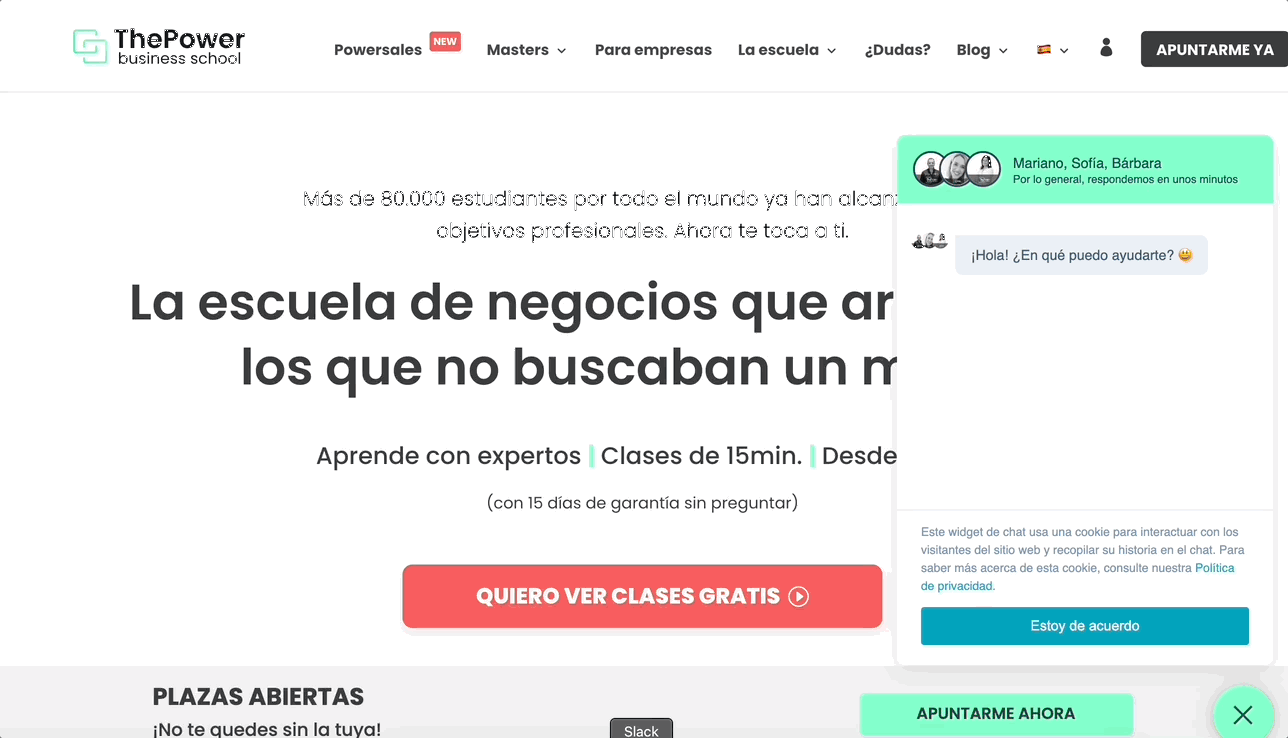 ThePower
business school
Powersales NEW Masters Para empresas La escuela ¿Dudas? Blog APUNTARME YA
Más de 80.000 estudiantes por todo el mundo ya han
objetivos profesionales. Ahora te toca a ti.
La escuela de negocios que
los que no buscaban un
Aprende con expertos | Clases de 15min. | Desde
(con 15 días de garantía sin preguntar)
QUIERO VER CLASES GRATIS
Mariano, Sofía, Bárbara
Por lo general, respondemos en unos minutos
¡Hola! ¿En qué puedo ayudarte? 😃
Este widget de chat usa una cookie para interactuar con los
visitantes del sitio web y recopilar su historia en el chat. Para
saber más acerca de esta cookie, consulte nuestra Política
de privacidad.
Estoy de acuerdo
PLAZAS ABIERTAS
¡No te quedes sin la tuya!
APUNTARME AHORA
Slack